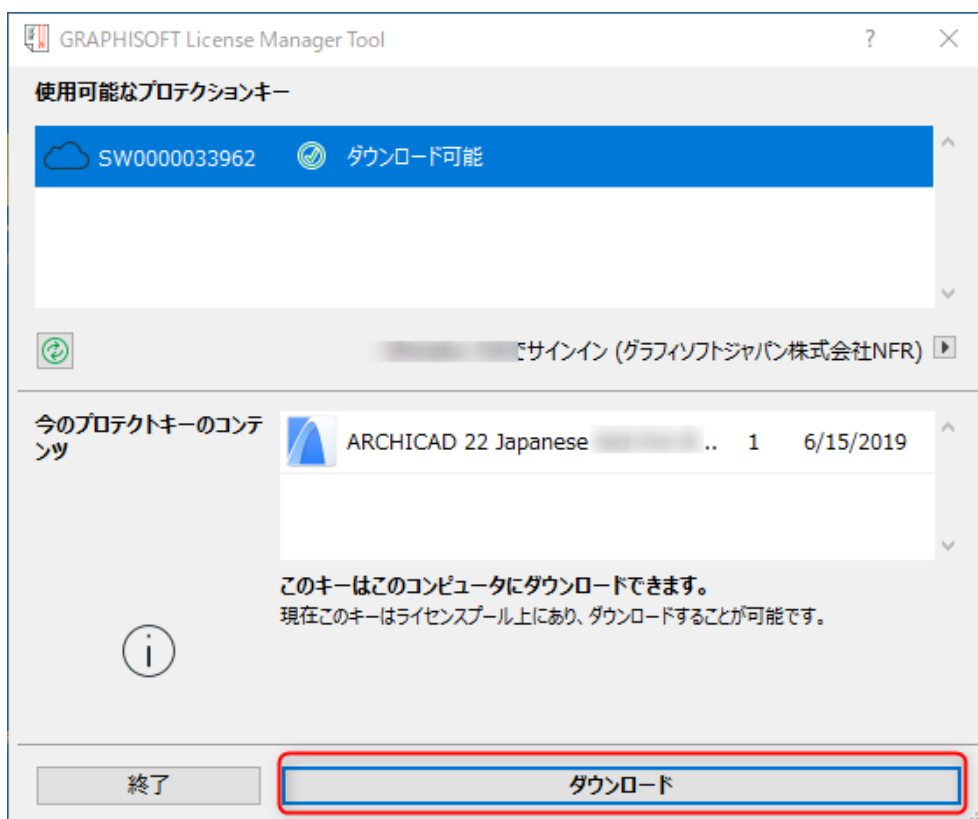 GRAPHISOFT License Manager Tool
使用可能なプロテクションキー
SW0000033962 ダウンロード可能
でサインイン (グラフィソフトジャパン株式会社NFR)
今のプロテクトキーのコンテ
ンツ
ARCHICAD 22 Japanese .. 1 6/15/2019
このキーはこのコンピュータにダウンロードできます。
現在このキーはライセンスプール上にあり、ダウンロードすることが可能です。
終了
ダウンロード